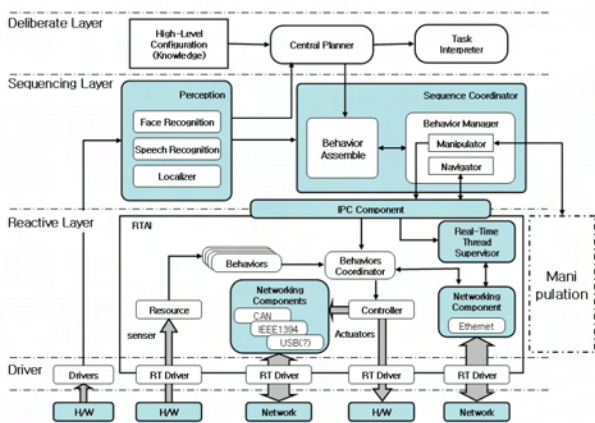 Deliberate Layer
High-Level
Configuration
(Knowledge)
Central Planner
Task
Interpreter
Sequencing Layer
Perception
Face Recognition
Speech Recognition
Localizer
Sequence Coordinator
Behavior
Assemble
Behavior Manager
Manipulator
Navigator
IPC Component
Reactive Layer
RTAI
Real-Time
Thread
Supervisor
Behaviors
Behaviors
Coordinator
Mani
pulation
Networking
Components
CAN
IEEE1394
USB(?)
Resource
senser
Controller
Actuators
Networking
Component
Ethernet
Driver
Drivers
RT Driver
RT Driver
RT Driver
RT Driver
H/W
H/W
Network
H/W
Network